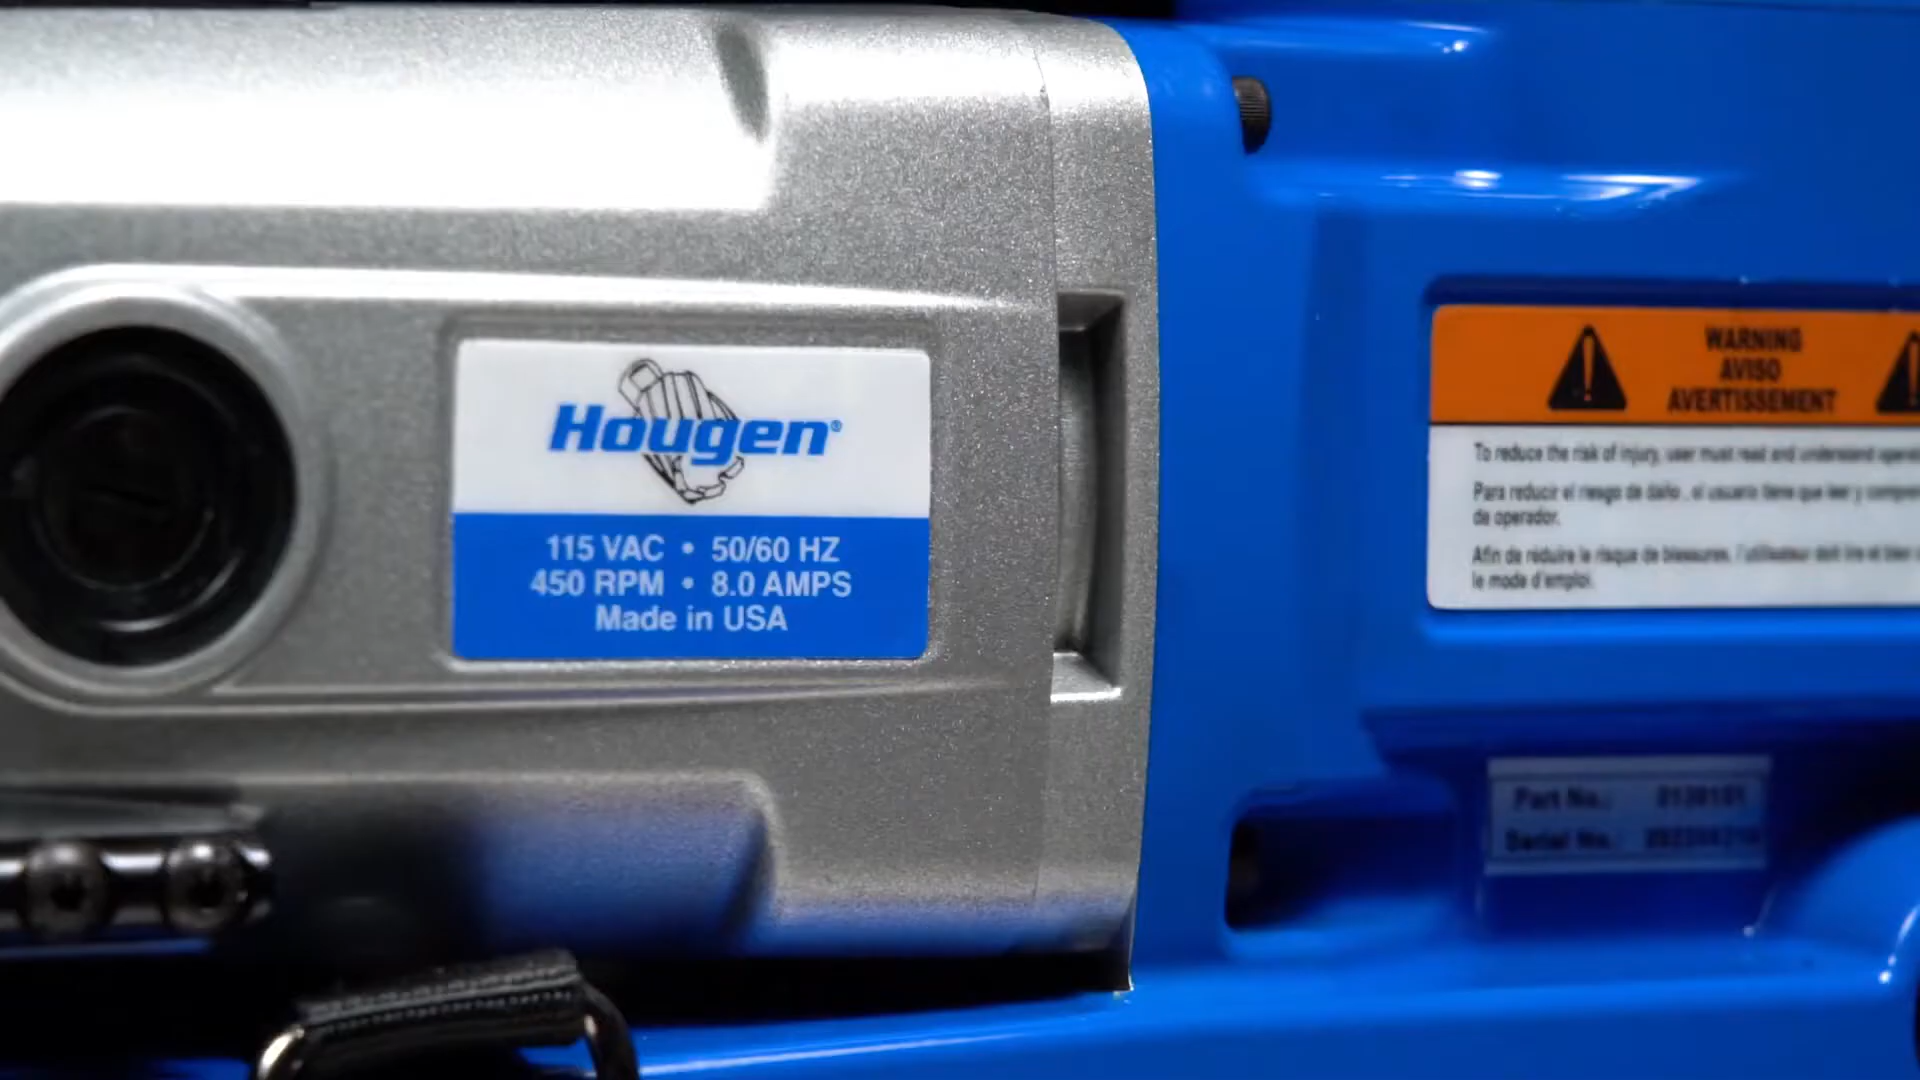 Hougen®
115 VAC • 50/60 HZ
450 RPM • 8.0 AMPS
Made in USA
WARNING
AVISO
AVERTISSEMENT
To reduce the risk of injury, user must read and understand
Para reducir el riesgo de daño, el usuario tiene que leer y
de operador.
Afin de réduire le risque de blessures, l'utilisateur doit lire et bien
le mode d'emploi.
Part No.:
Serial No.: